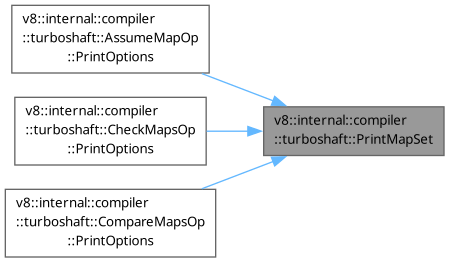 v8::internal::compiler
::turboshaft::AssumeMapOp
::PrintOptions
v8::internal::compiler
::turboshaft::CheckMapsOp
::PrintOptions
v8::internal::compiler
::turboshaft::CompareMapsOp
::PrintOptions
v8::internal::compiler
::turboshaft::PrintMapSet